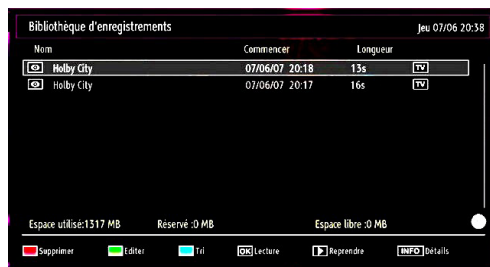 Bibliothèque d'enregistrements Jeu 07/06 20:38
Nom Commencer Longueur
Holby City 07/06/07 20:18 13s TV
Holby City 07/06/07 20:17 16s TV
Espace utilisé:1317 MB Réservé :0 MB Espace libre :0 MB
Supprimer Editer Tri OK Lecture Reprendre INFO Détails